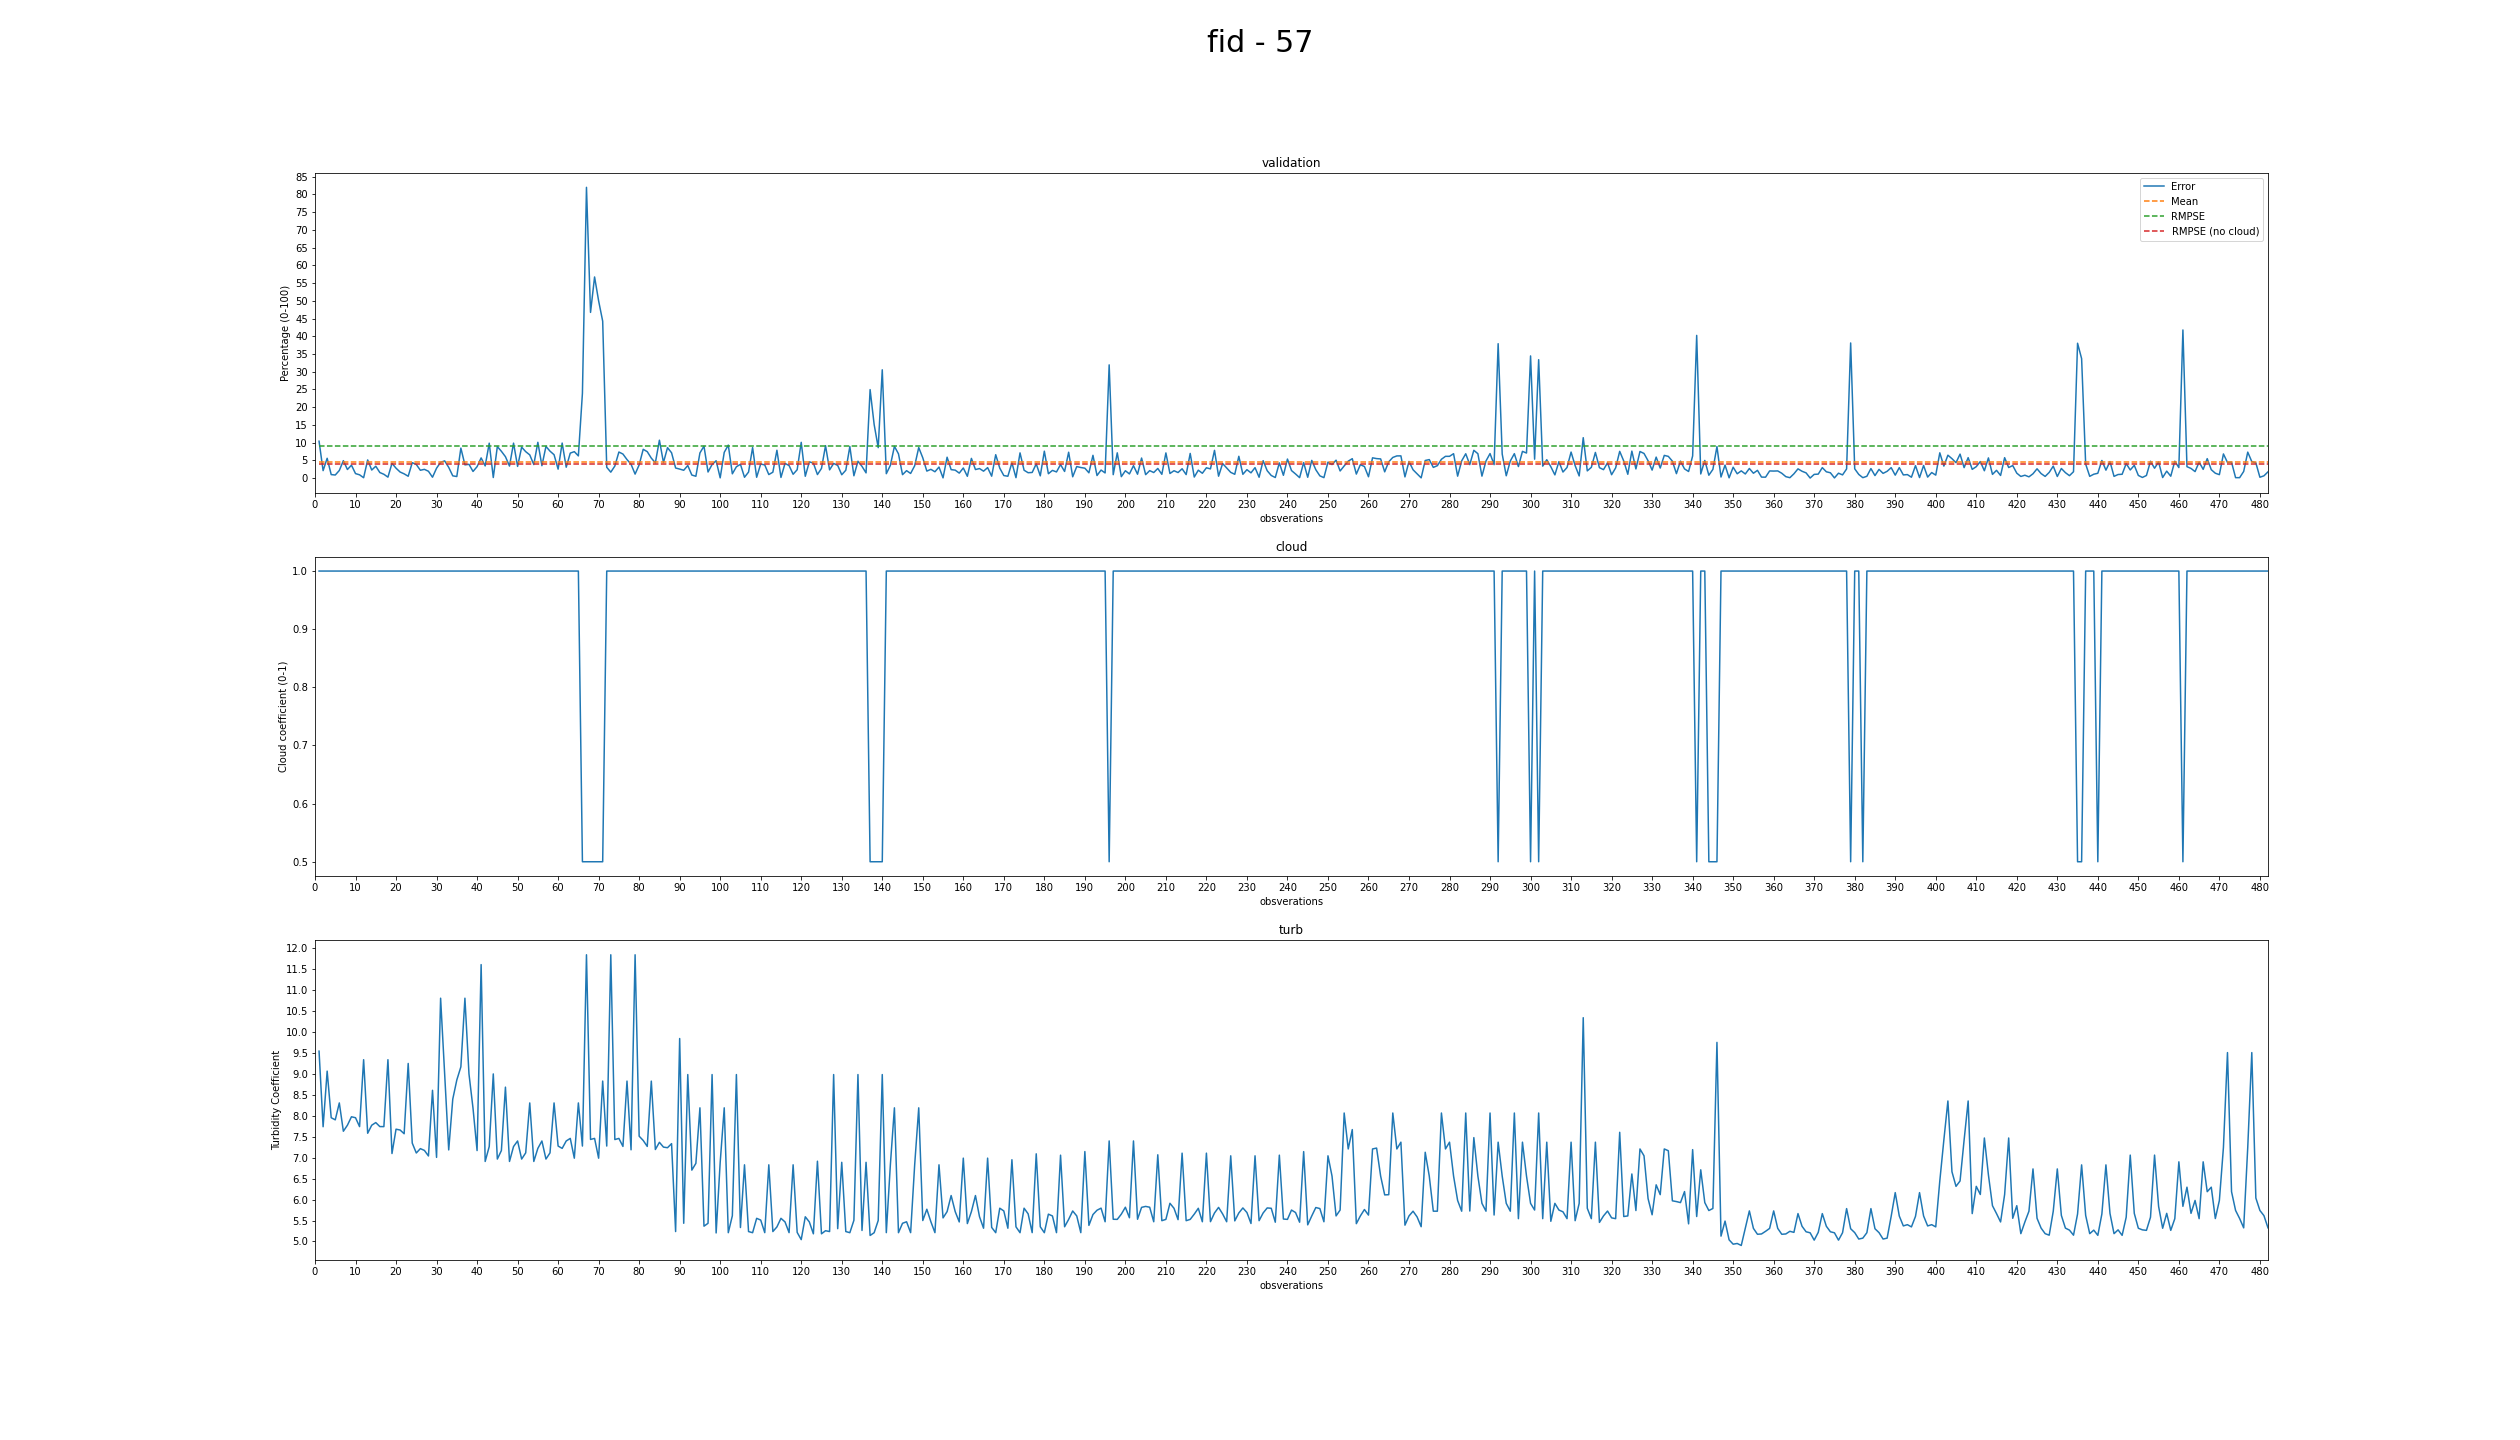 fid - 57
validation
85
80
75
70
65
60
55
50
45
40
35
30
25
20
15
10
5
0
Percentage (0-100)
Error
Mean
RMPSE
RMPSE (no cloud)
0 10 20 30 40 50 60 70 80 90 100 110 120 130 140 150 160 170 180 190 200 210 220 230 240 250 260 270 280 290 300 310 320 330 340 350 360 370 380 390 400 410 420 430 440 450 460 470 480
obsverations
cloud
1.0
0.9
0.8
0.7
0.6
0.5
Cloud coefficient (0-1)
0 10 20 30 40 50 60 70 80 90 100 110 120 130 140 150 160 170 180 190 200 210 220 230 240 250 260 270 280 290 300 310 320 330 340 350 360 370 380 390 400 410 420 430 440 450 460 470 480
obsverations
turb
12.0
11.5
11.0
10.5
10.0
9.5
9.0
8.5
8.0
7.5
7.0
6.5
6.0
5.5
5.0
Turbidity Coefficient
0 10 20 30 40 50 60 70 80 90 100 110 120 130 140 150 160 170 180 190 200 210 220 230 240 250 260 270 280 290 300 310 320 330 340 350 360 370 380 390 400 410 420 430 440 450 460 470 480
obsverations